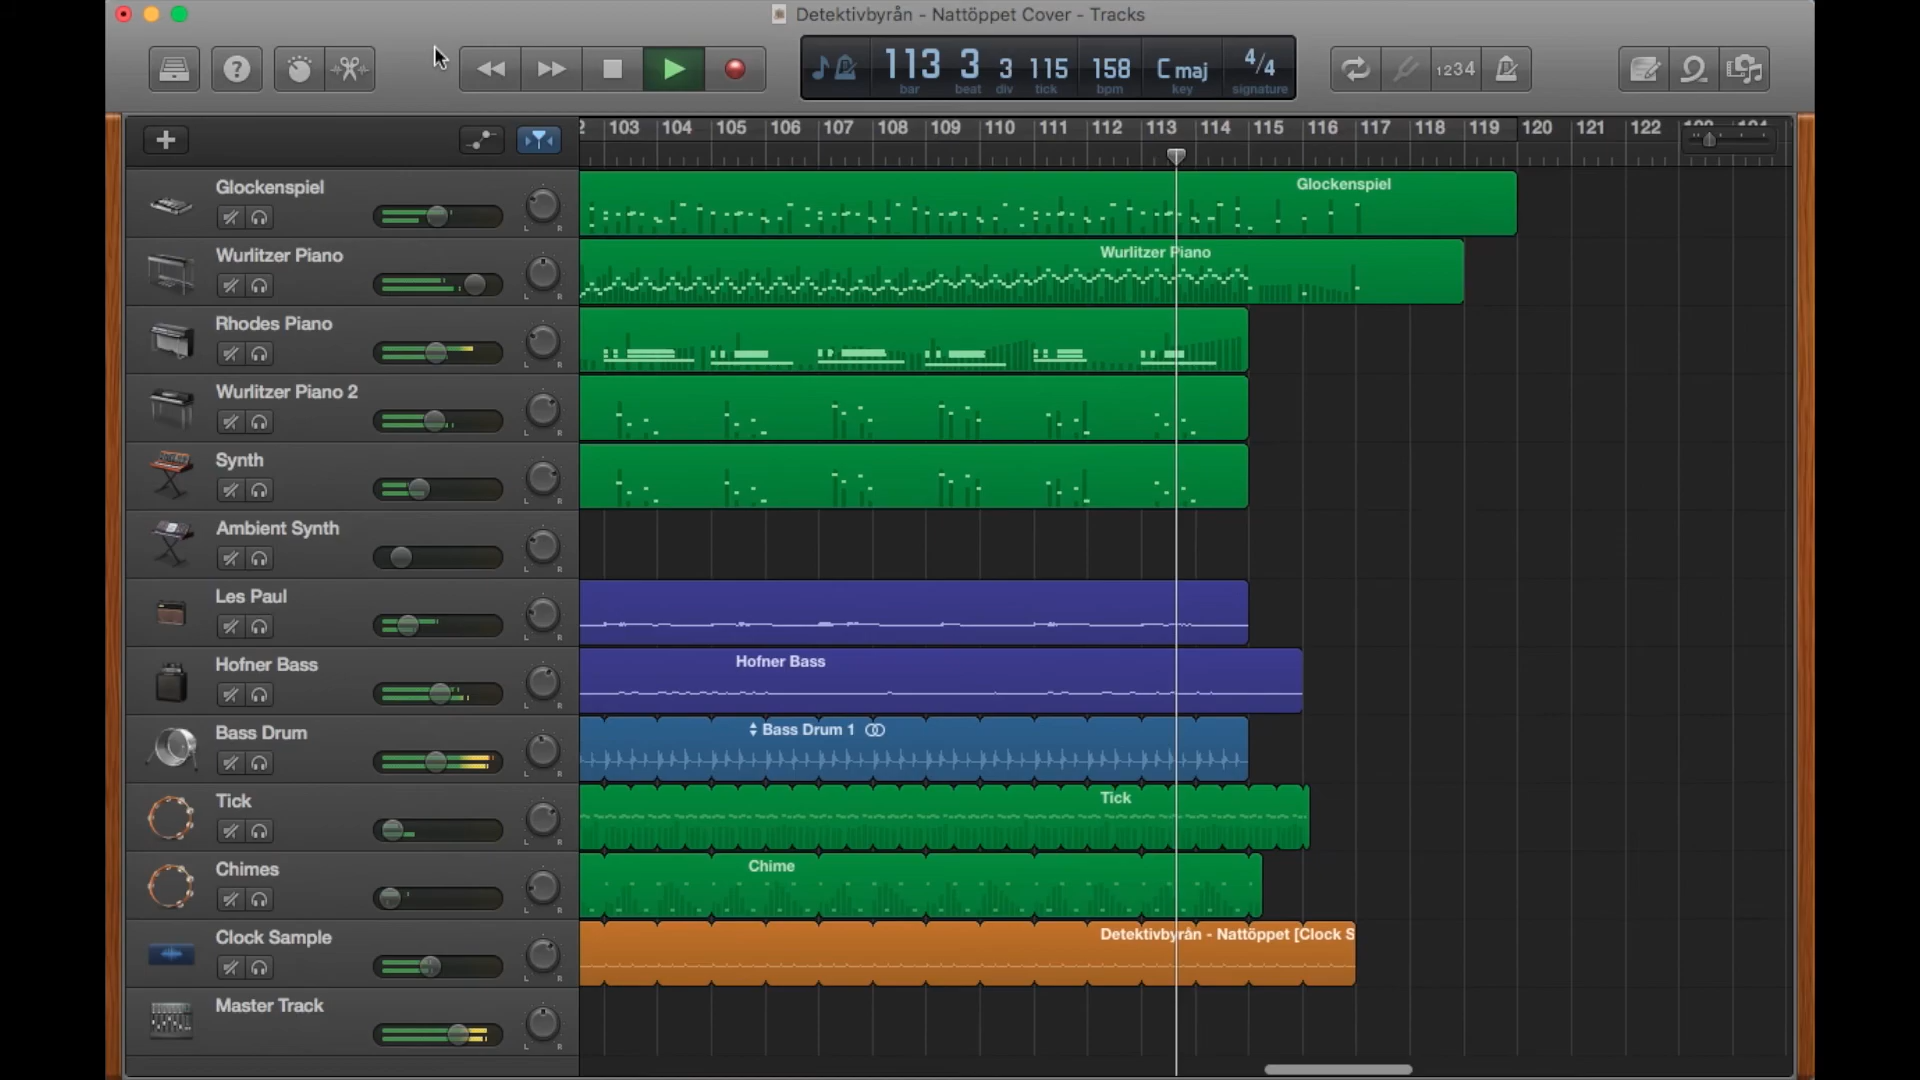 Detektivbyrån - Nattöppet Cover - Tracks
113 3 3 115 158 C maj 4/4
bar beat div tick bpm key signature
1234
2 103 104 105 106 107 108 109 110 111 112 113 114 115 116 117 118 119 120 121 122
Glockenspiel
L R
Glockenspiel
Wurlitzer Piano
L R
Wurlitzer Piano
Rhodes Piano
L R
Wurlitzer Piano 2
L R
Synth
L R
Ambient Synth
L R
Les Paul
L R
Hofner Bass
L R
Hofner Bass
Bass Drum
L R
Bass Drum 1
Tick
L R
Tick
Chimes
L R
Chime
Clock Sample
L R
Detektivbyrån - Nattöppet [Clock S
Master Track
L R